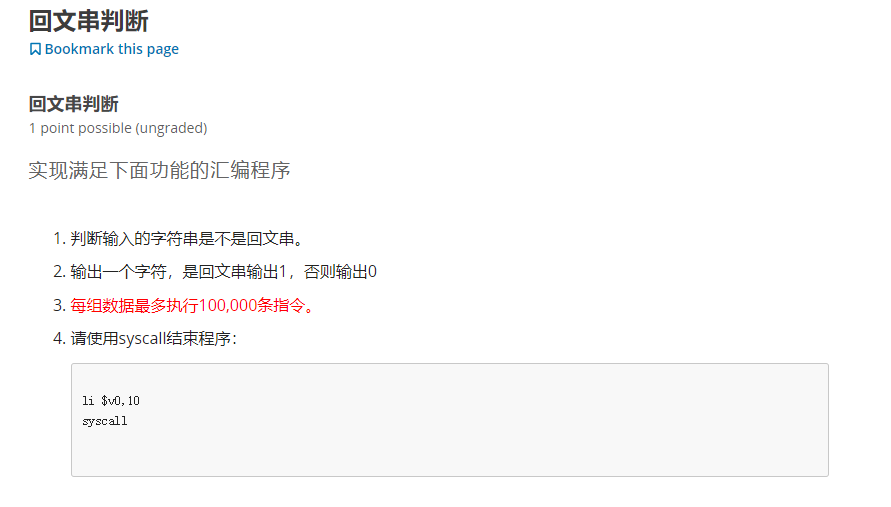 回文串判断
Bookmark this page
回文串判断
1 point possible (ungraded)
实现满足下面功能的汇编程序
1. 判断输入的字符串是不是回文串。
2. 输出一个字符，是回文串输出1，否则输出0
3. 每组数据最多执行100,000条指令。
4. 请使用syscall结束程序：
li $v0,10
syscall